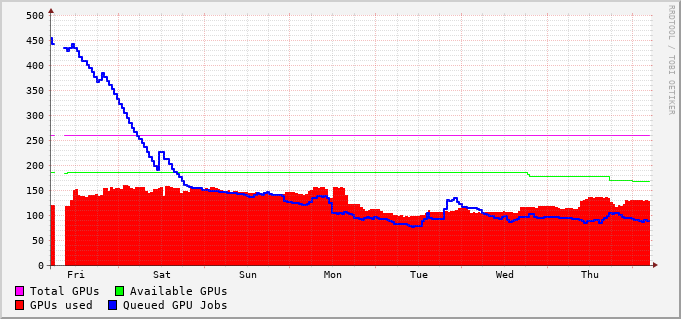 500
450
400
350
300
250
200
150
100
50
0
Fri Sat Sun Mon Tue Wed Thu
Total GPUs Available GPUs
GPUs used Queued GPU Jobs
RRDTOOL / TOBI OETIKER